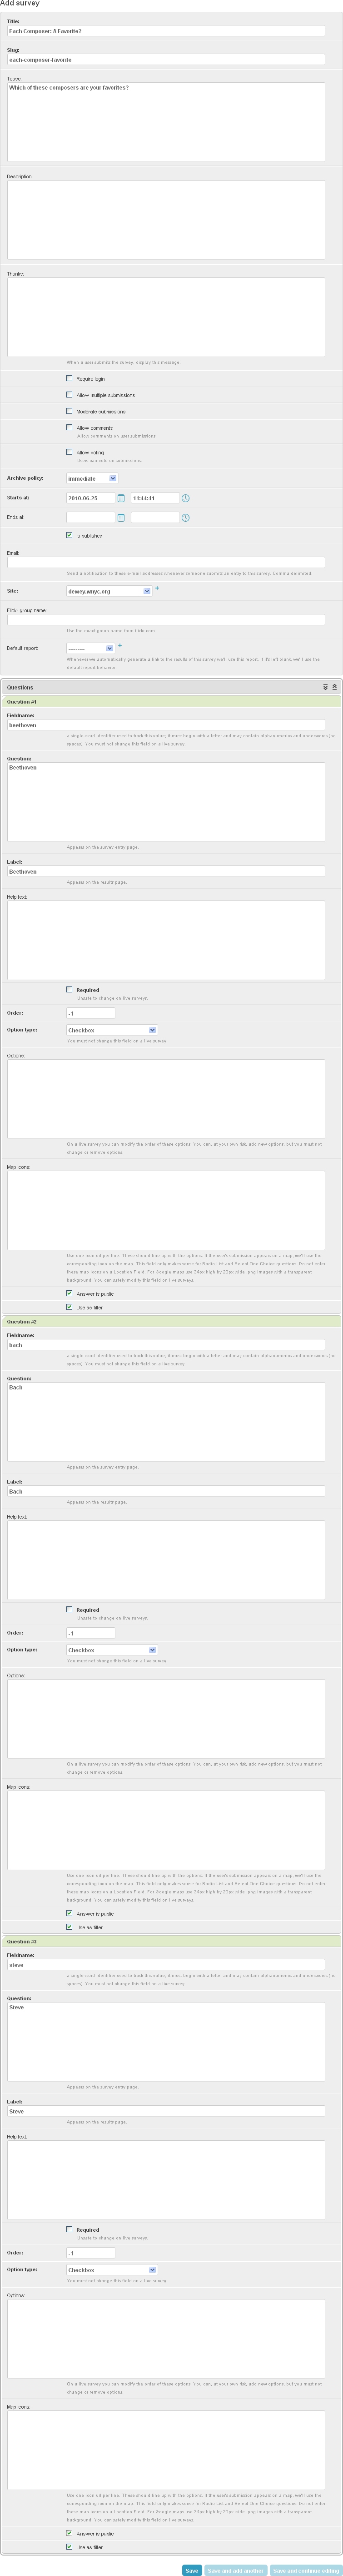 Add survey
Title:
Each Composer: A Favorite?
Slug:
each-composer-favorite
Tease:
Which of these composers are your favorites?
Description:
Thanks:
When a user submits the survey, display this message.
Require login
Allow multiple submissions
Moderate submissions
Allow comments
Allow comments on user submissions.
Allow voting
Users can vote on submissions.
Archive policy: immediate
Starts at: 2010-06-25 11:44:41
Ends at:
Is published
Email:
Send a notification to these e-mail addresses whenever someone submits an entry to this survey. Comma delimited.
Site: dewey.wnyc.org
Flickr group name:
Use the exact group name from flickr.com
Default report: ---------
Whenever we automatically generate a link to the results of this survey we'll use this report. If it's left blank, we'll use the
default report behavior.
Questions
Question #1
Fieldname:
beethoven
a single-word identifier used to track this value; it must begin with a letter and may contain alphanumerics and underscores (no
spaces). You must not change this field on a live survey.
Question:
Beethoven
Appears on the survey entry page.
Label:
Beethoven
Appears on the results page.
Help text:
Required
Unsafe to change on live surveys.
Order: -1
Option type: Checkbox
You must not change this field on a live survey.
Options:
On a live survey you can modify the order of these options. You can, at your own risk, add new options, but you must not
change or remove options.
Map icons:
Use one icon url per line. These should line up with the options. If the user's submission appears on a map, we'll use the
corresponding icon on the map. This field only makes sense for Radio List and Select One Choice questions. Do not enter
these map icons on a Location Field. For Google maps use 34px high by 20px wide .png images with a transparent
background. You can safely modify this field on live surveys.
Answer is public
Use as filter
Question #2
Fieldname:
bach
a single-word identifier used to track this value; it must begin with a letter and may contain alphanumerics and underscores (no
spaces). You must not change this field on a live survey.
Question:
Bach
Appears on the survey entry page.
Label:
Bach
Appears on the results page.
Help text:
Required
Unsafe to change on live surveys.
Order: -1
Option type: Checkbox
You must not change this field on a live survey.
Options:
On a live survey you can modify the order of these options. You can, at your own risk, add new options, but you must not
change or remove options.
Map icons:
Use one icon url per line. These should line up with the options. If the user's submission appears on a map, we'll use the
corresponding icon on the map. This field only makes sense for Radio List and Select One Choice questions. Do not enter
these map icons on a Location Field. For Google maps use 34px high by 20px wide .png images with a transparent
background. You can safely modify this field on live surveys.
Answer is public
Use as filter
Question #3
Fieldname:
steve
a single-word identifier used to track this value; it must begin with a letter and may contain alphanumerics and underscores (no
spaces). You must not change this field on a live survey.
Question:
Steve
Appears on the survey entry page.
Label:
Steve
Appears on the results page.
Help text:
Required
Unsafe to change on live surveys.
Order: -1
Option type: Checkbox
You must not change this field on a live survey.
Options:
On a live survey you can modify the order of these options. You can, at your own risk, add new options, but you must not
change or remove options.
Map icons:
Use one icon url per line. These should line up with the options. If the user's submission appears on a map, we'll use the
corresponding icon on the map. This field only makes sense for Radio List and Select One Choice questions. Do not enter
these map icons on a Location Field. For Google maps use 34px high by 20px wide .png images with a transparent
background. You can safely modify this field on live surveys.
Answer is public
Use as filter
Save Save and add another Save and continue editing